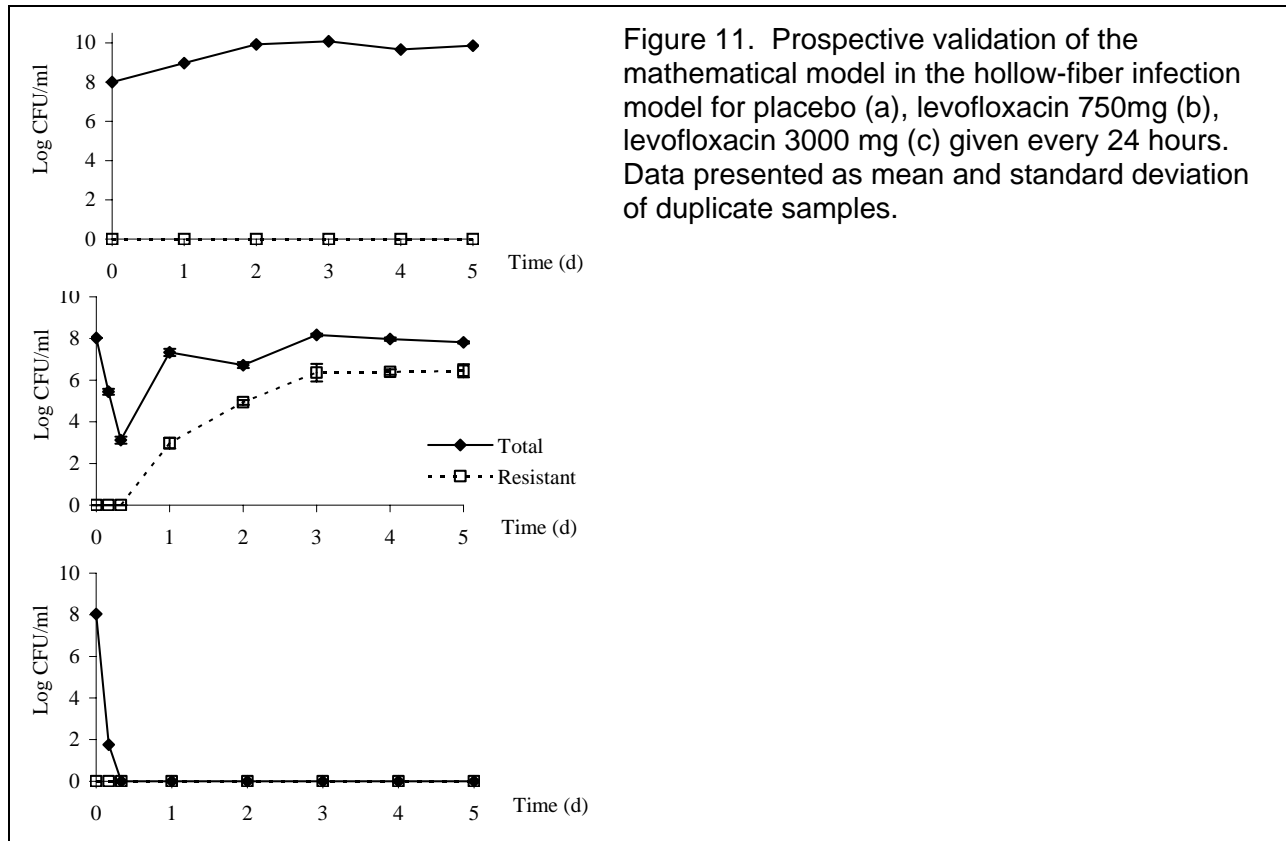 10
8
6
4
2
0
Log CFU/ml
0 1 2 3 4 5
Time (d)
Figure 11. Prospective validation of the
mathematical model in the hollow-fiber infection
model for placebo (a), levofloxacin 750mg (b),
levofloxacin 3000 mg (c) given every 24 hours.
Data presented as mean and standard deviation
of duplicate samples.
10
8
6
4
2
0
Log CFU/ml
Total
Resistant
0 1 2 3 4 5
Time (d)
10
8
6
4
2
0
Log CFU/ml
0 1 2 3 4 5
Time (d)